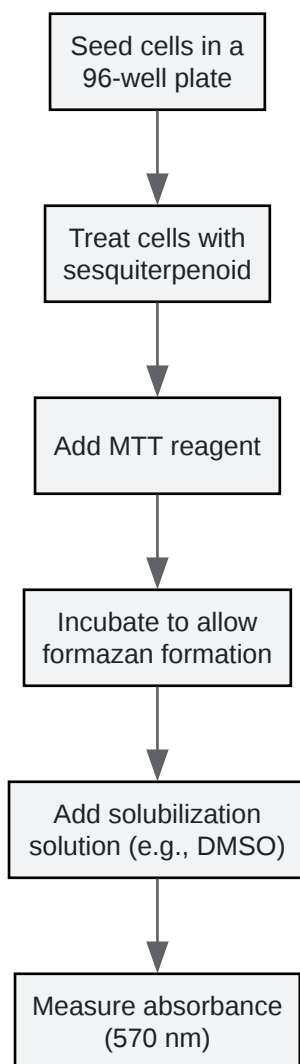 Seed cells in a
96-well plate
Treat cells with
sesquiterpenoid
Add MTT reagent
Incubate to allow
formazan formation
Add solubilization
solution (e.g., DMSO)
Measure absorbance
(570 nm)